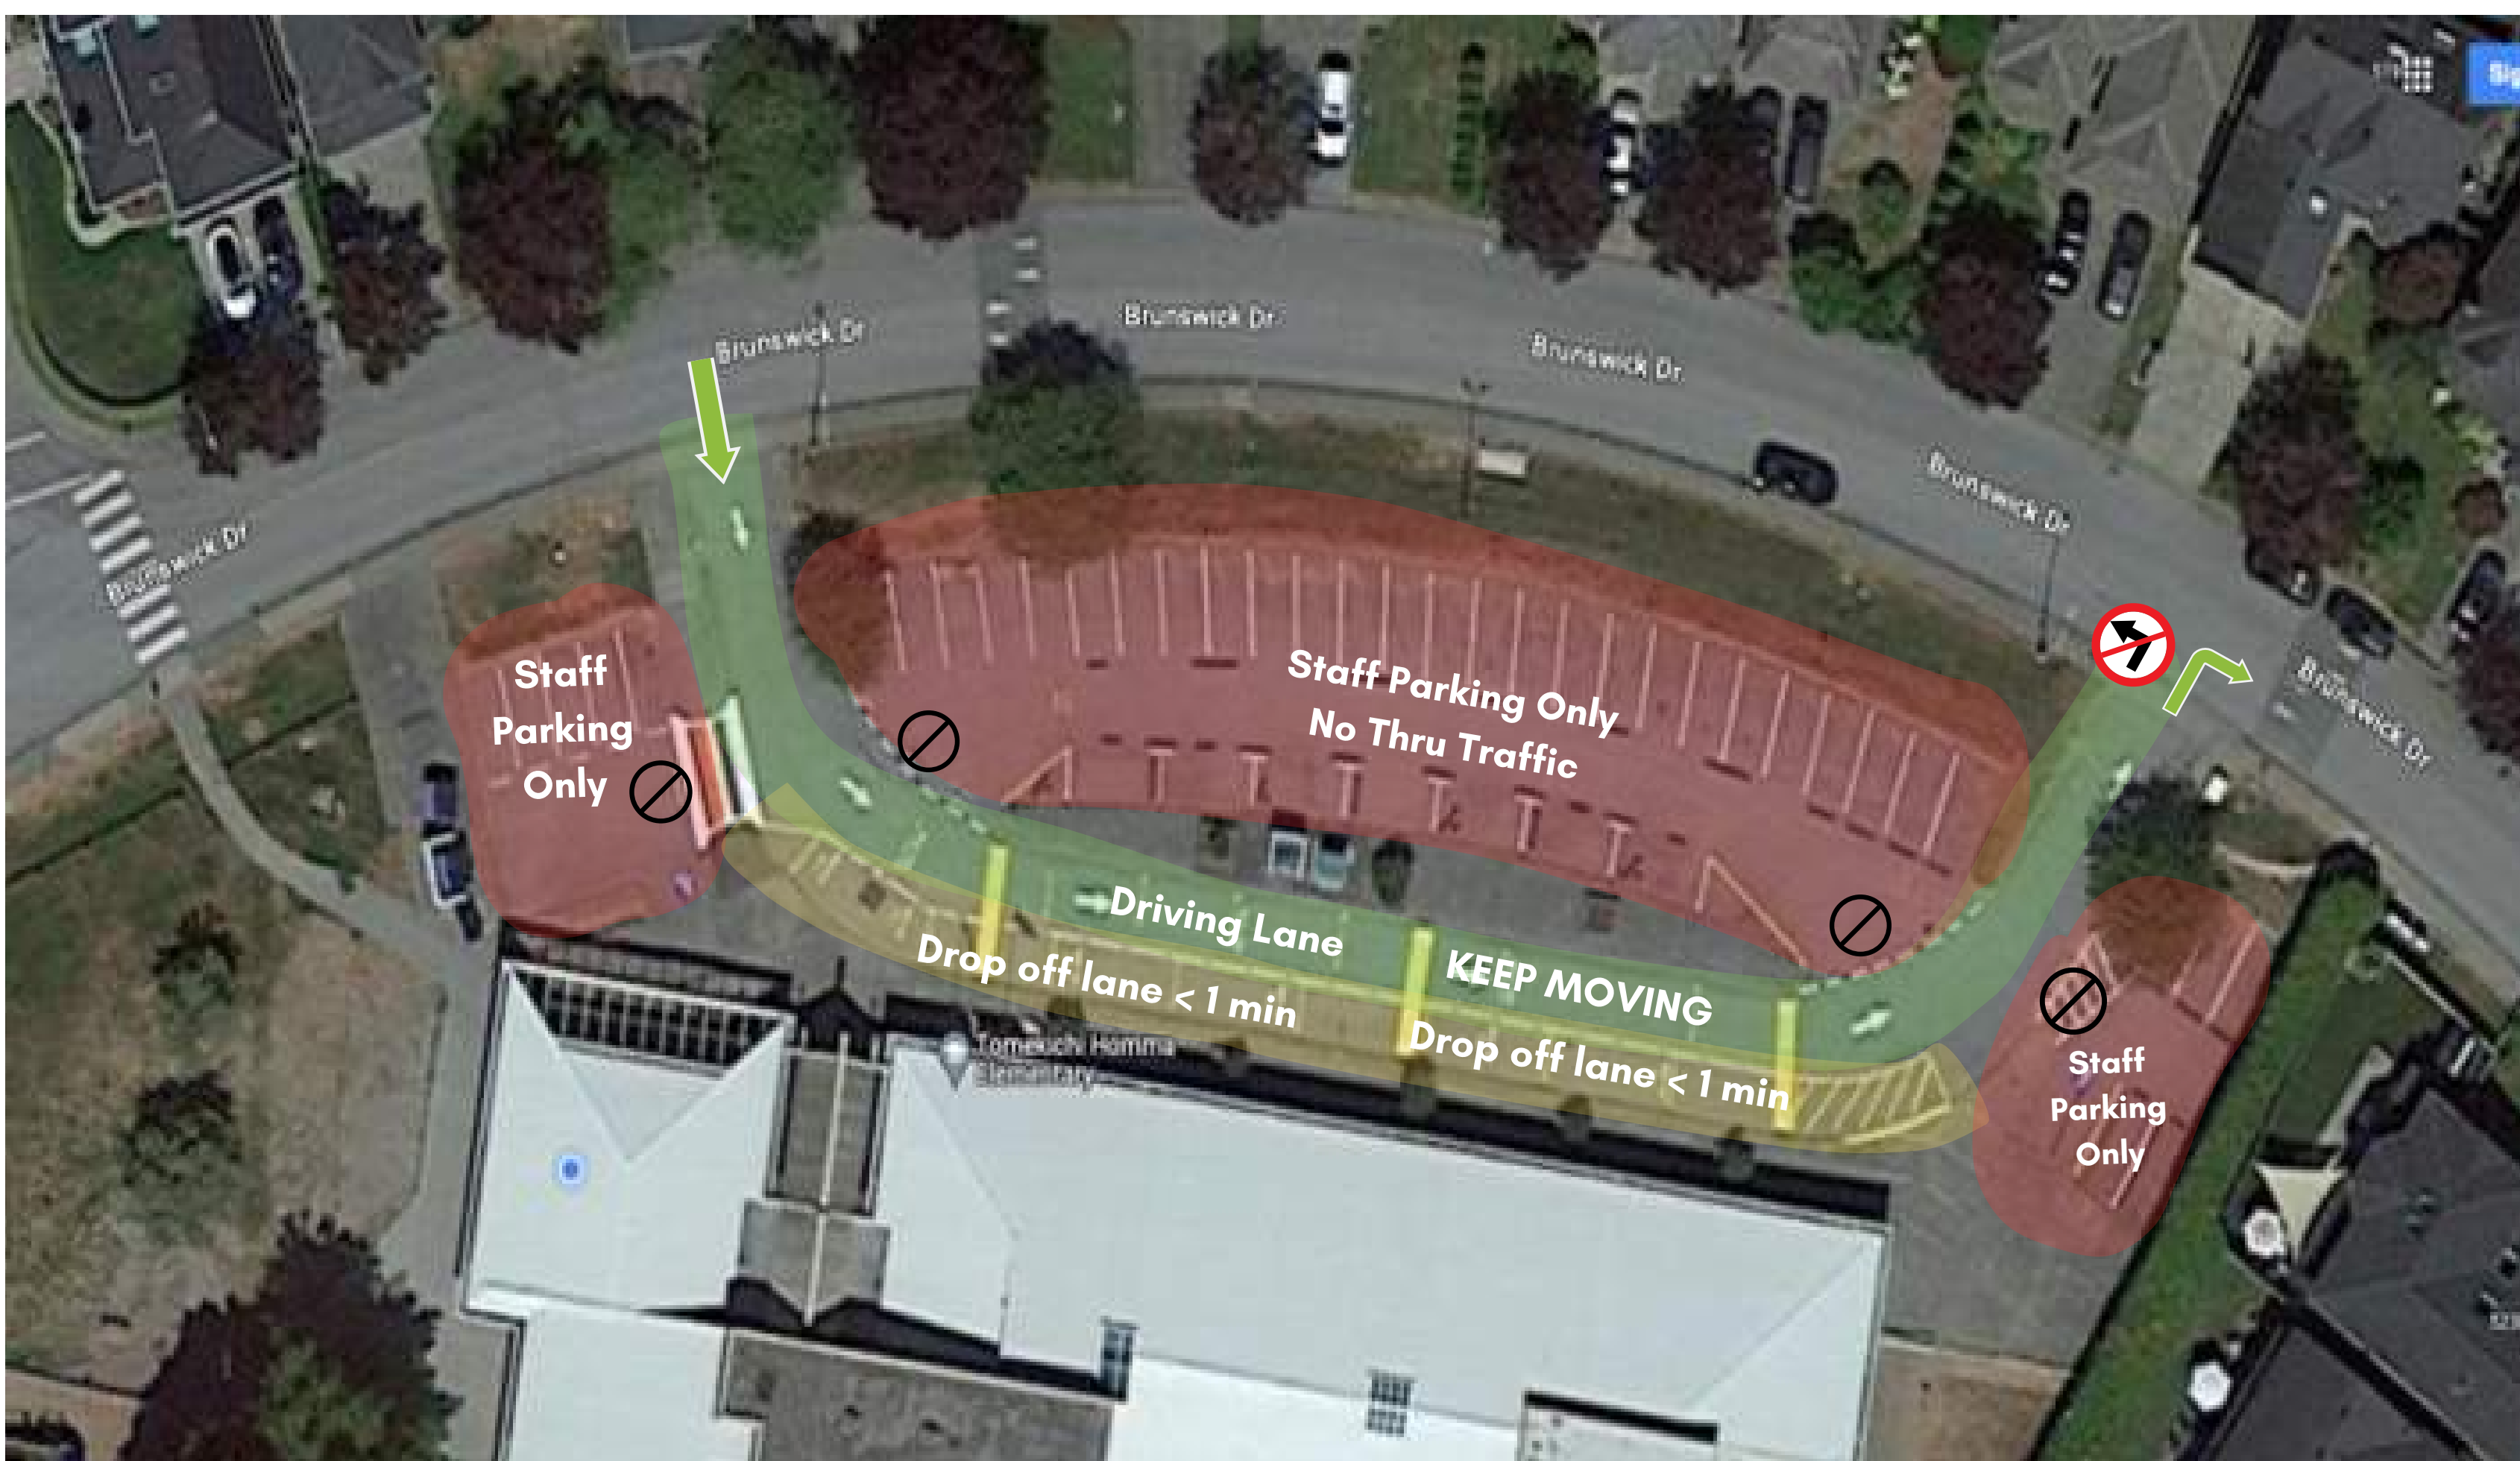 Brunswick Dr
Brunswick Dr
Brunswick Dr
Brunswick Dr
Brunswick Dr
Brunswick Dr
Staff
Parking
Only
Staff Parking Only
No Thru Traffic
Driving Lane
KEEP MOVING
Drop off lane < 1 min
Drop off lane < 1 min
Tomekichi Homma
Elementary
Staff
Parking
Only